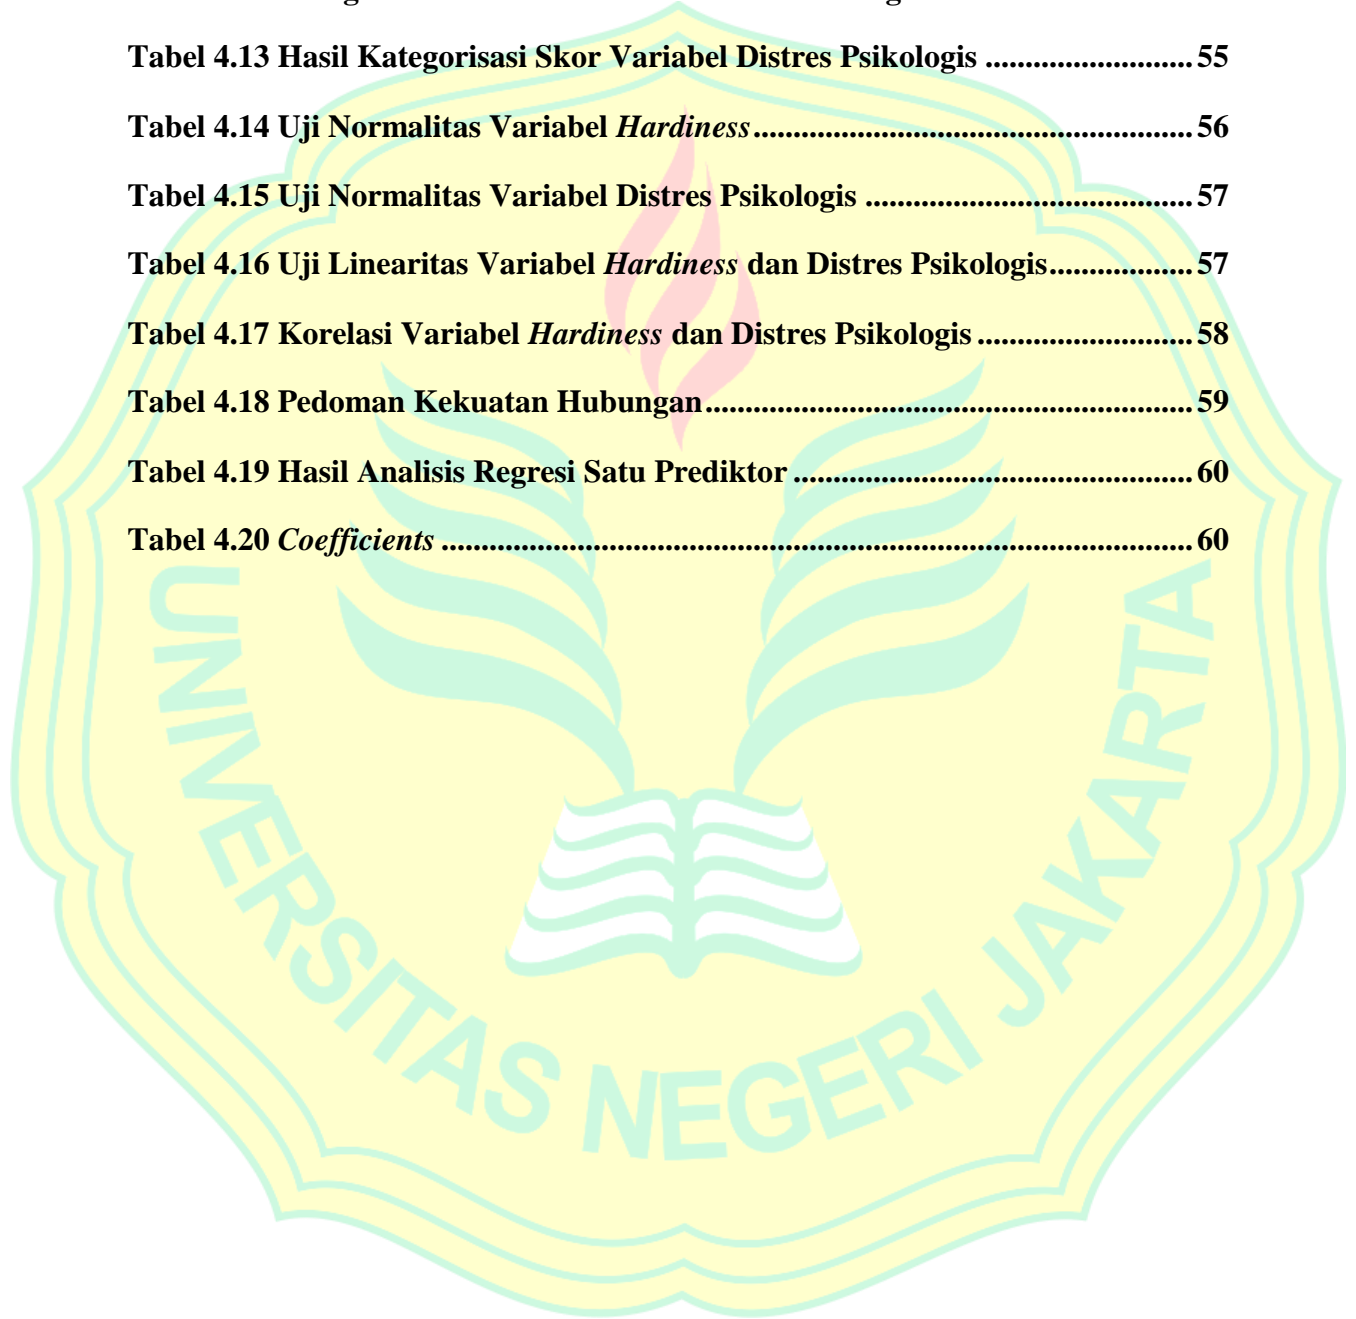 Tabel 4.13 Hasil Kategorisasi Skor Variabel Distres Psikologis .......................... 55
Tabel 4.14 Uji Normalitas Variabel Hardiness ........................................................ 56
Tabel 4.15 Uji Normalitas Variabel Distres Psikologis .......................................... 57
Tabel 4.16 Uji Linearitas Variabel Hardiness dan Distres Psikologis .................. 57
Tabel 4.17 Korelasi Variabel Hardiness dan Distres Psikologis ........................... 58
Tabel 4.18 Pedoman Kekuatan Hubungan .............................................................. 59
Tabel 4.19 Hasil Analisis Regresi Satu Prediktor ................................................... 60
Tabel 4.20 Coefficients ................................................................................................ 60
UNIVERSITAS NEGERI JAKARTA